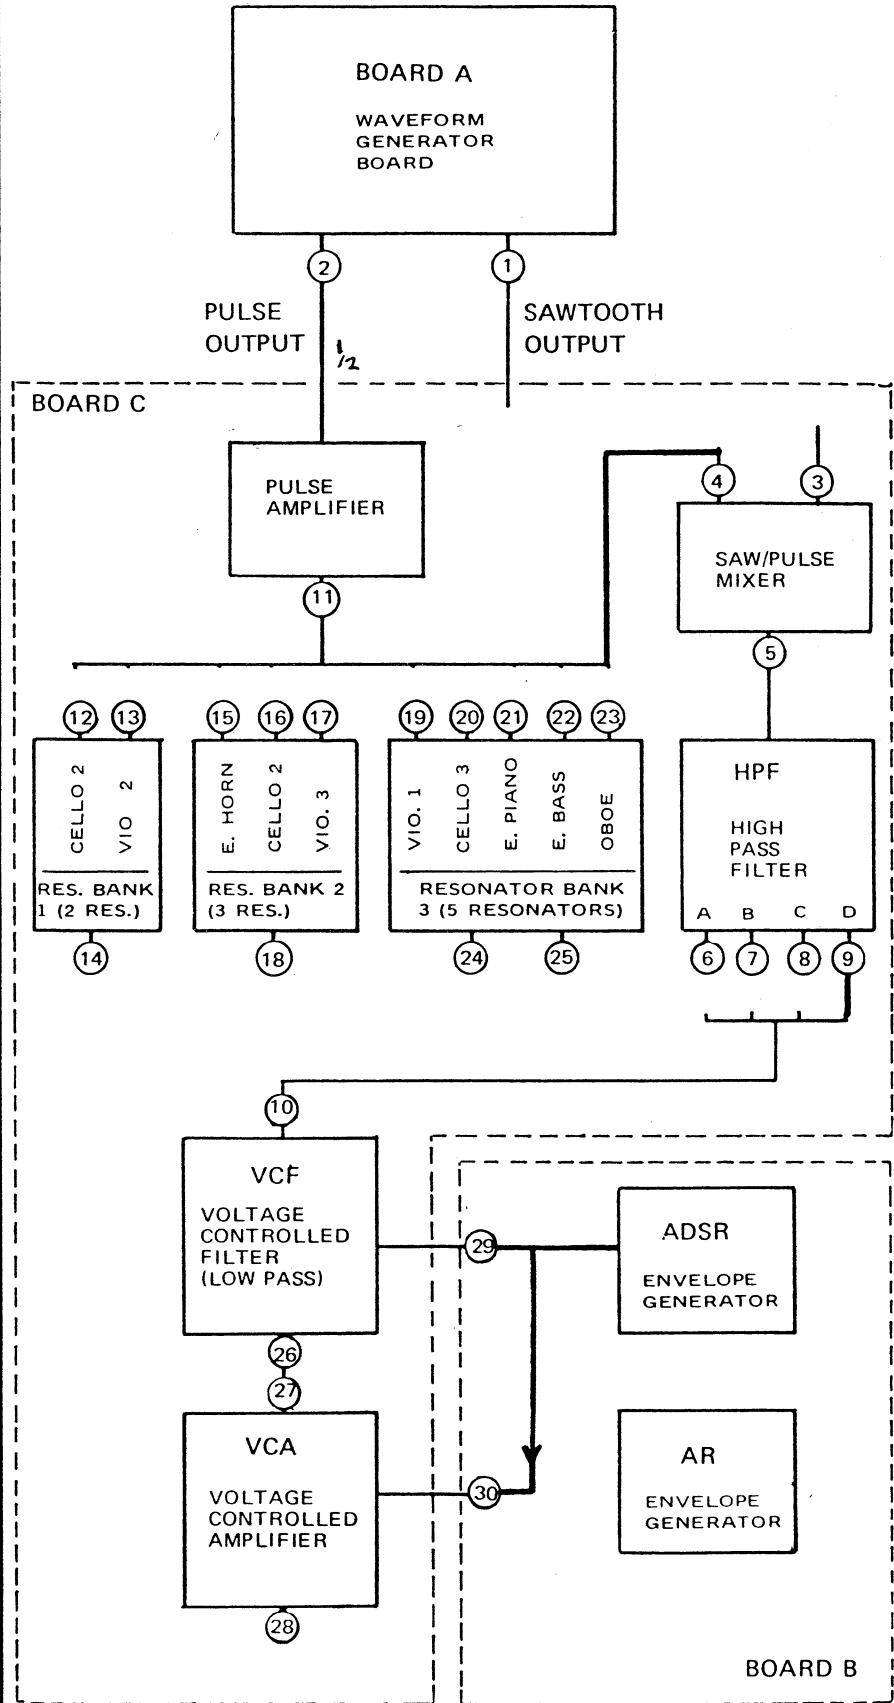 BOARD A
WAVEFORM
GENERATOR
BOARD
2
1
PULSE
OUTPUT
1/2
SAWTOOTH
OUTPUT
BOARD C
PULSE
AMPLIFIER
11
4
3
SAW/PULSE
MIXER
5
12
13
CELLO 2
VIO 2
RES. BANK
1 (2 RES.)
14
15
16
17
E. HORN
CELLO 2
VIO. 3
RES. BANK 2
(3 RES.)
18
19
20
21
22
23
VIO. 1
CELLO 3
E. PIANO
E. BASS
OBOE
RESONATOR BANK
3 (5 RESONATORS)
24
25
HPF
HIGH
PASS
FILTER
A B C D
6
7
8
9
10
VCF
VOLTAGE
CONTROLLED
FILTER
(LOW PASS)
29
ADSR
ENVELOPE
GENERATOR
26
27
VCA
VOLTAGE
CONTROLLED
AMPLIFIER
30
AR
ENVELOPE
GENERATOR
28
BOARD B